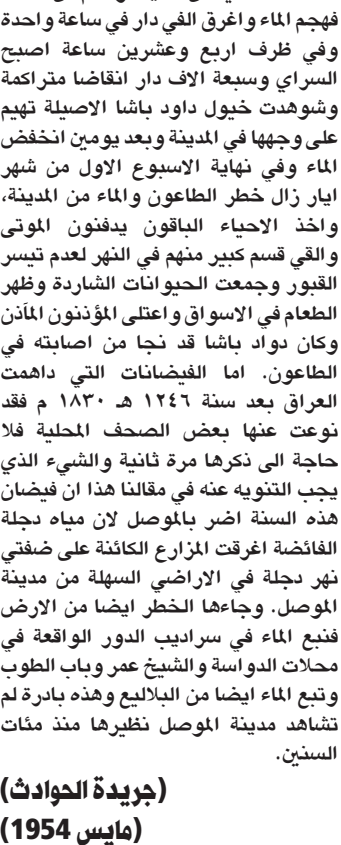 فهجم الماء واغرق الفي دار في ساعة واحدة
وفي ظرف اربع وعشرين ساعة اصبح
السراي وسبعة الاف دار انقاضا متراكمة
وشوهدت خيول داود باشا الاصيلة تهيم
على وجهها في المدينة وبعد يومين انخفض
الماء وفي نهاية الاسبوع الاول من شهر
ايار زال خطر الطاعون والماء من المدينة،
واخذ الاحياء الباقون يدفنون الموتى
والقي قسم كبير منهم في النهر لعدم تيسر
القبور وجمعت الحيوانات الشاردة وظهر
الطعام في الاسواق واعتلى المؤذنون المآذن
وكان دواد باشا قد نجا من اصابته في
الطاعون. اما الفيضانات التي داهمت
العراق بعد سنة ١٢٤٦ هـ ١٨٣٠ م فقد
نوعت عنها بعض الصحف المحلية فلا
حاجة الى ذكرها مرة ثانية والشيء الذي
يجب التنويه عنه في مقالنا هذا ان فيضان
هذه السنة اضر بالموصل لان مياه دجلة
الفائضة اغرقت المزارع الكائنة على ضفتي
نهر دجلة في الاراضي السهلة من مدينة
الموصل. وجاءها الخطر ايضا من الارض
فنبع الماء في سراديب الدور الواقعة في
محلات الدواسة والشيخ عمر وباب الطوب
وتبع الماء ايضا من البلاليع وهذه بادرة لم
تشاهد مدينة الموصل نظيرها منذ مئات
السنين.
(جريدة الحوادث)
(مايس 1954)